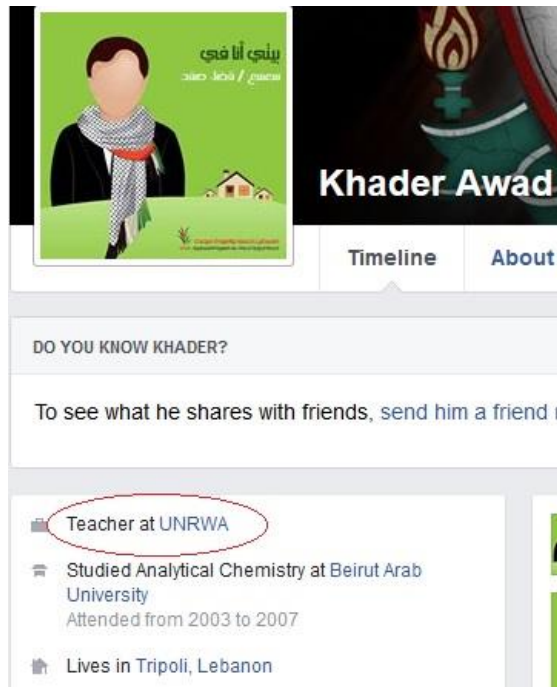 بيتي أنا في
Khader Awad
Timeline
About
DO YOU KNOW KHADER?
To see what he shares with friends, send him a friend
Teacher at UNRWA
Studied Analytical Chemistry at Beirut Arab
University
Attended from 2003 to 2007
Lives in Tripoli, Lebanon